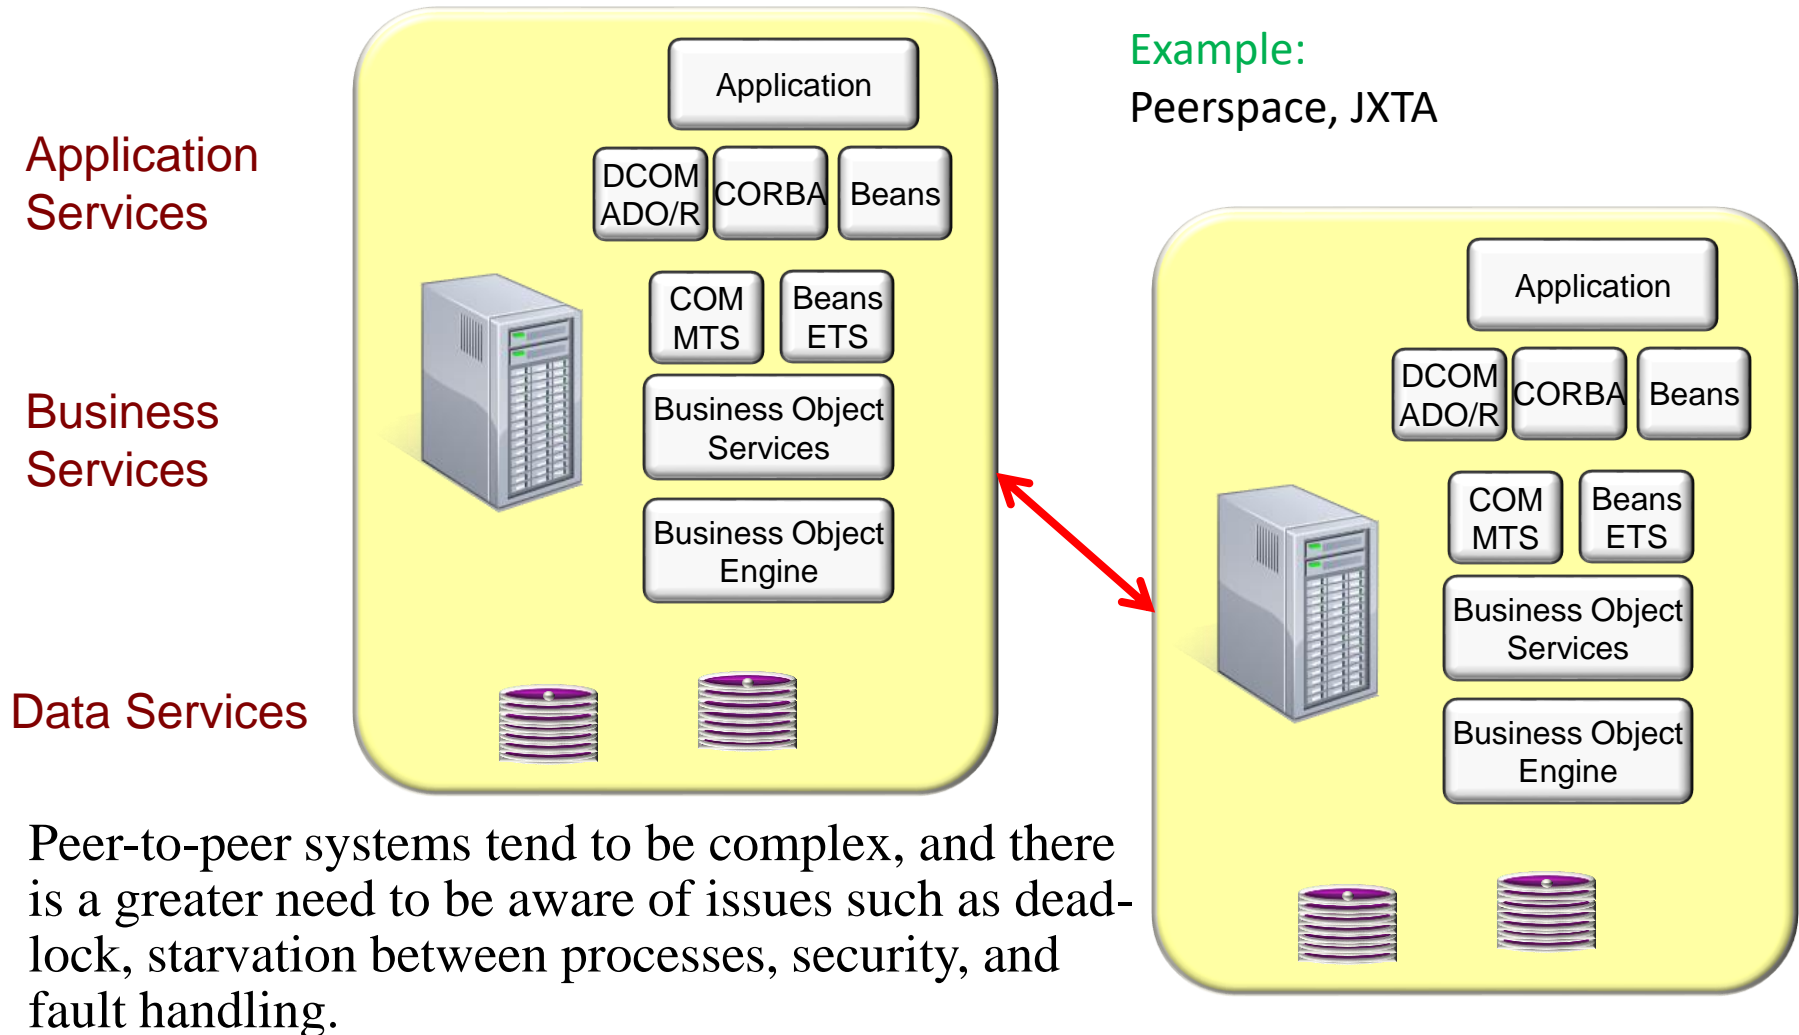 Example:
Peerspace, JXTA
Application
Services
Business
Services
Data Services
Application
DCOM
ADO/R
CORBA
Beans
COM
MTS
Beans
ETS
Business Object
Services
Business Object
Engine
Application
DCOM
ADO/R
CORBA
Beans
COM
MTS
Beans
ETS
Business Object
Services
Business Object
Engine
Peer-to-peer systems tend to be complex, and there
is a greater need to be aware of issues such as dead-
lock, starvation between processes, security, and
fault handling.